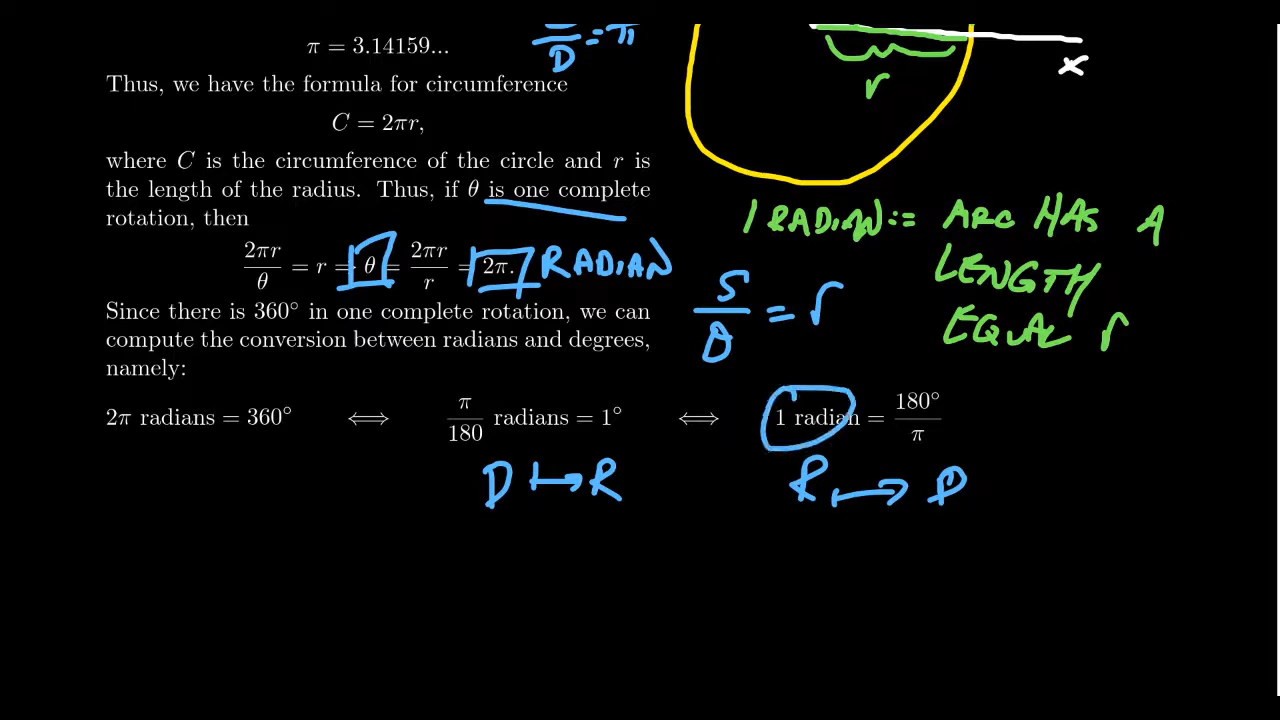 π = 3.14159...
— / D = π
Thus, we have the formula for circumference
C = 2πr,
where C is the circumference of the circle and r is
the length of the radius. Thus, if θ is one complete
rotation, then
2πr/θ = r = θ = 2πr/r = 2π. RADIAN
Since there is 360° in one complete rotation, we can
compute the conversion between radians and degrees,
namely:
2π radians = 360° ⟺ π/180 radians = 1° ⟺ 1 radian = 180°/π
D ↦ R
R ↦ D
r
x
1 RADIAN := ARC HAS A
LENGTH
EQUAL r
S/θ = r